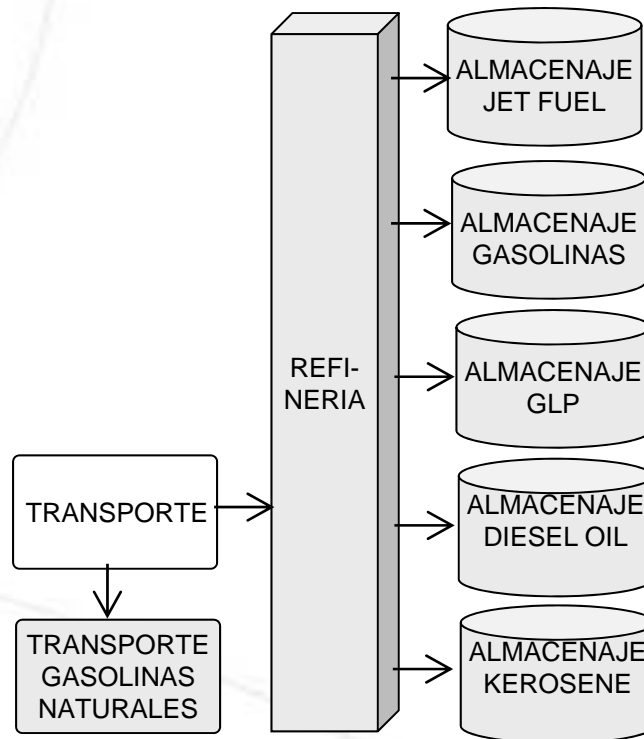 ALMACENAJE
JET FUEL
ALMACENAJE
GASOLINAS
REFI-
NERIA
ALMACENAJE
GLP
TRANSPORTE
ALMACENAJE
DIESEL OIL
TRANSPORTE
GASOLINAS
NATURALES
ALMACENAJE
KEROSENE